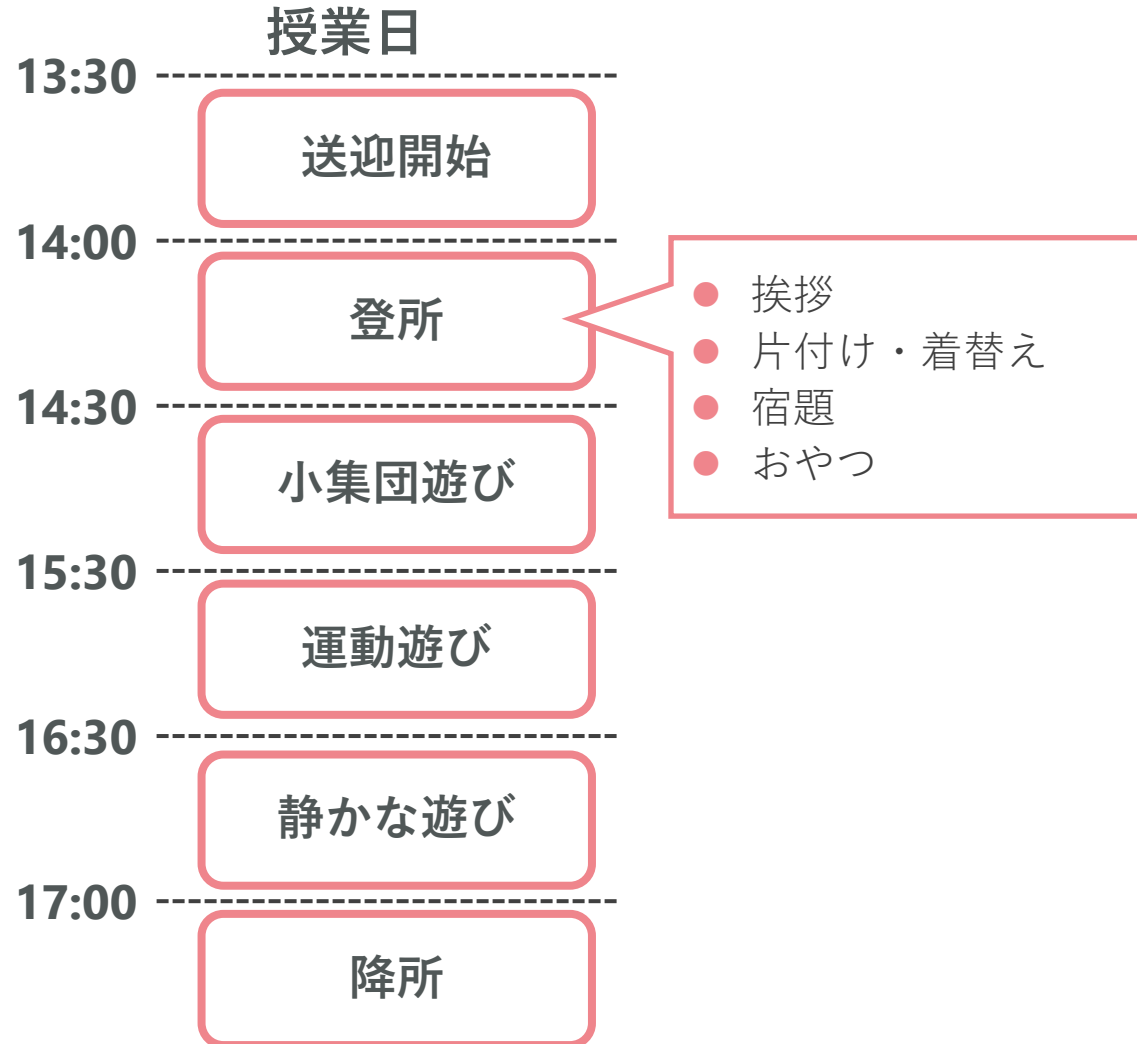 授業日
13:30
送迎開始
14:00
登所
● 挨拶
● 片付け・着替え
● 宿題
● おやつ
14:30
小集団遊び
15:30
運動遊び
16:30
静かな遊び
17:00
降所